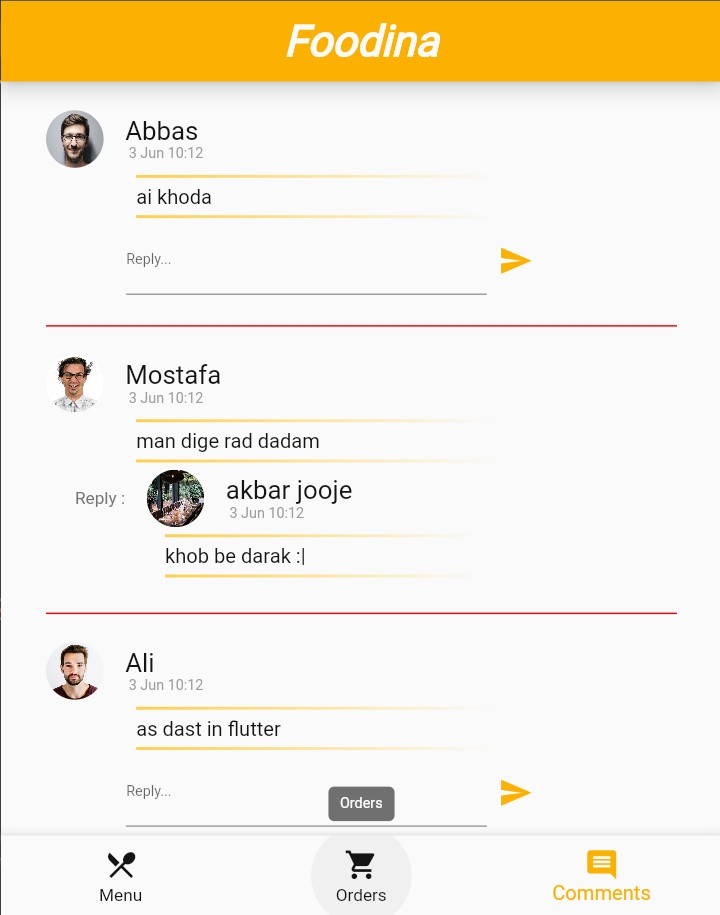 Foodina
Abbas
3 Jun 10:12
ai khoda
Reply...
Mostafa
3 Jun 10:12
man dige rad dadam
Reply :
akbar jooje
3 Jun 10:12
khob be darak :|
Ali
3 Jun 10:12
as dast in flutter
Reply...
Orders
Menu
Orders
Comments